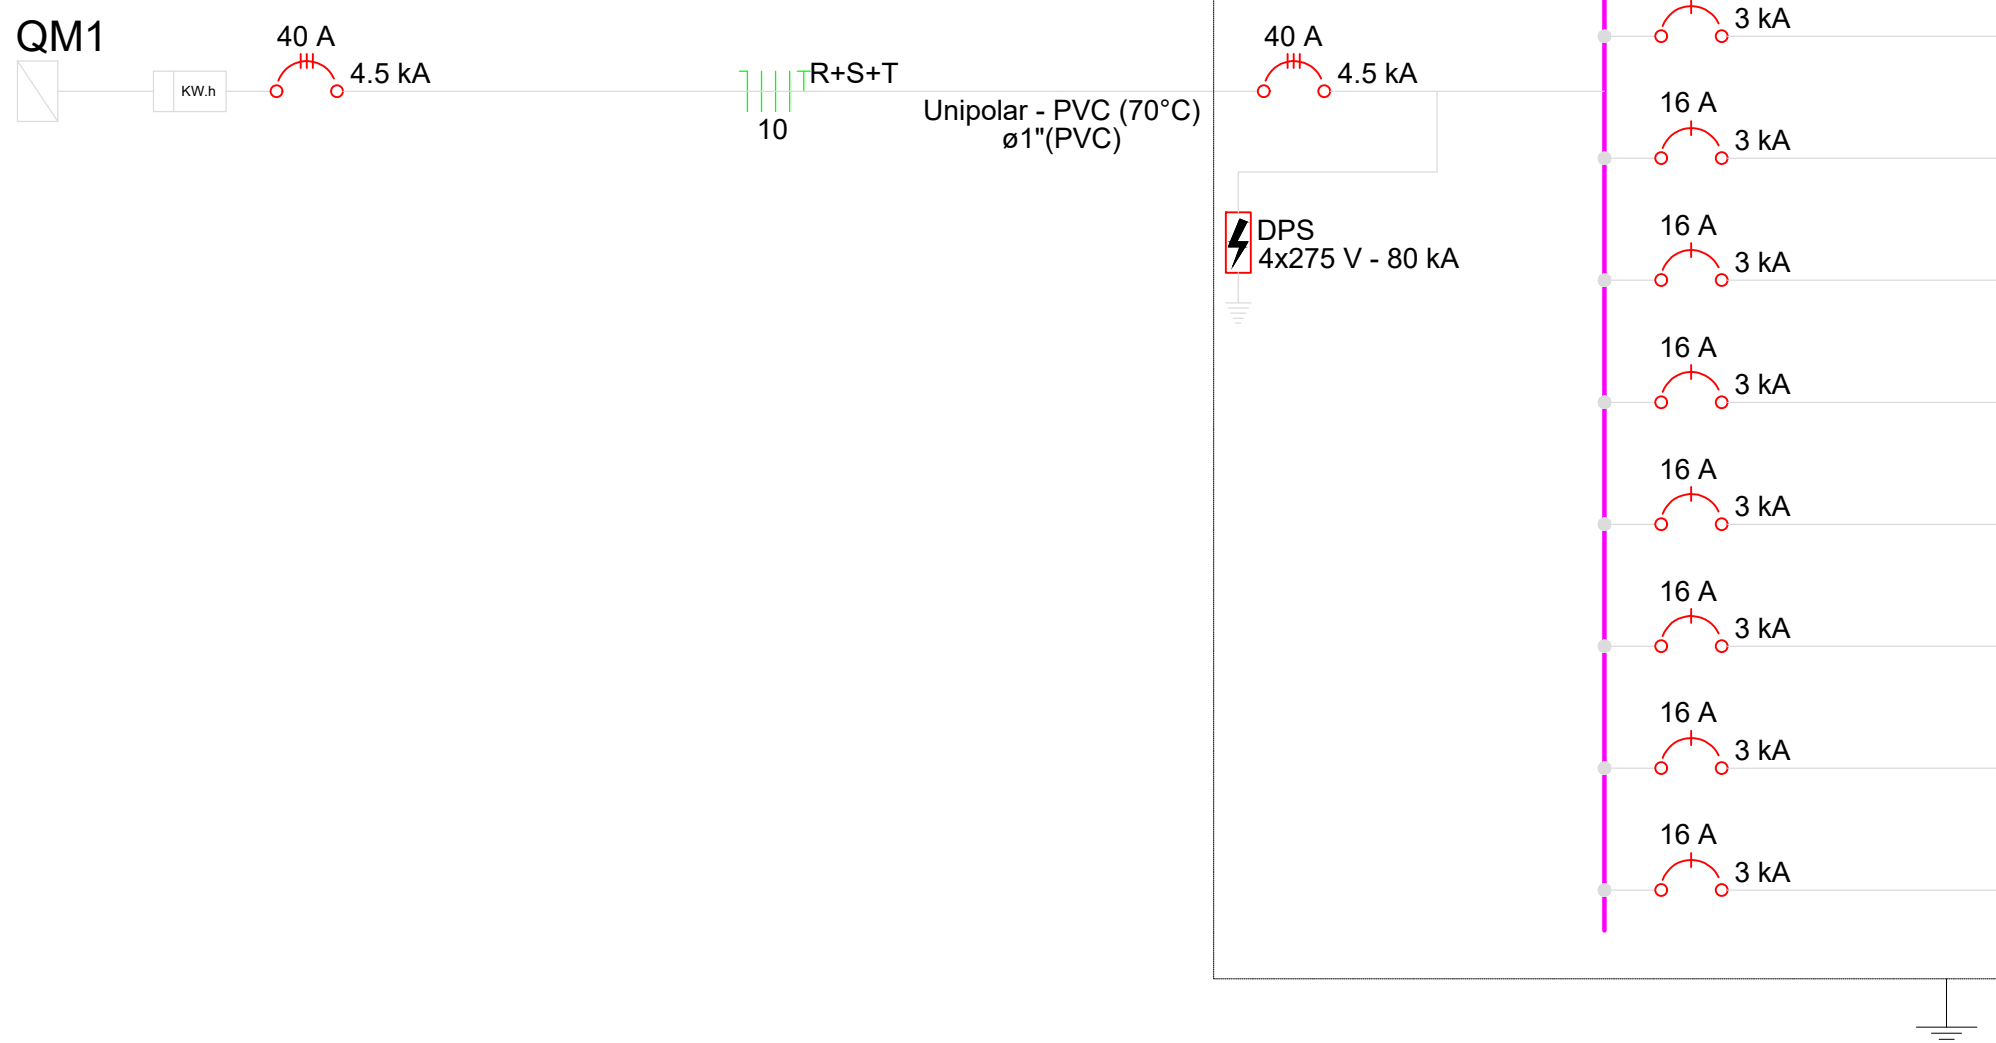 QM1
40 A
4.5 kA
KW.h
R+S+T
10
Unipolar - PVC (70°C)
ø1"(PVC)
40 A
4.5 kA
DPS
4x275 V - 80 kA
3 kA
16 A
3 kA
16 A
3 kA
16 A
3 kA
16 A
3 kA
16 A
3 kA
16 A
3 kA
16 A
3 kA